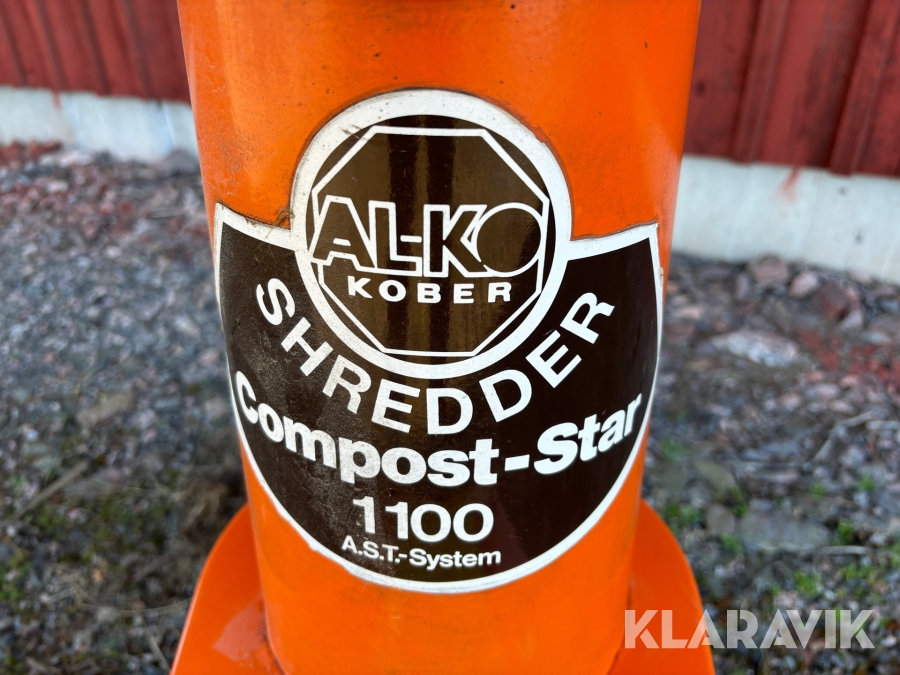 AL-KO
KOBER
SHREDDER
Compost-Star
1100
A.S.T.-System
KLARAVIK